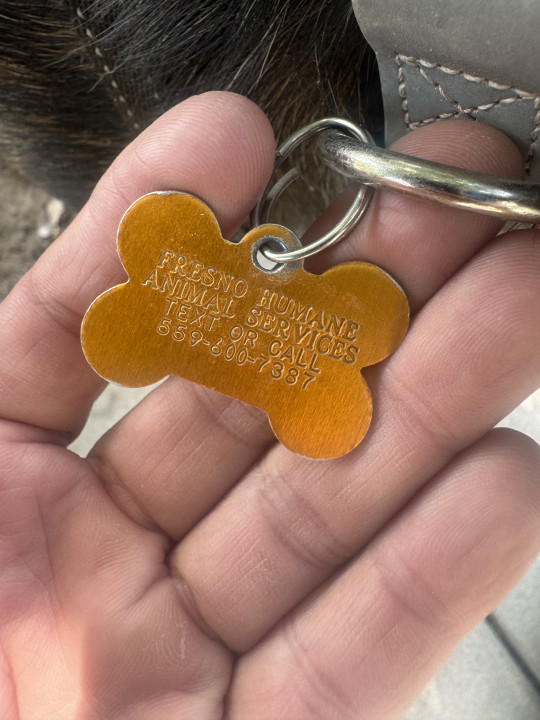 FRESNO HUMANE
ANIMAL SERVICES
TEXT OR CALL
559-600-7387